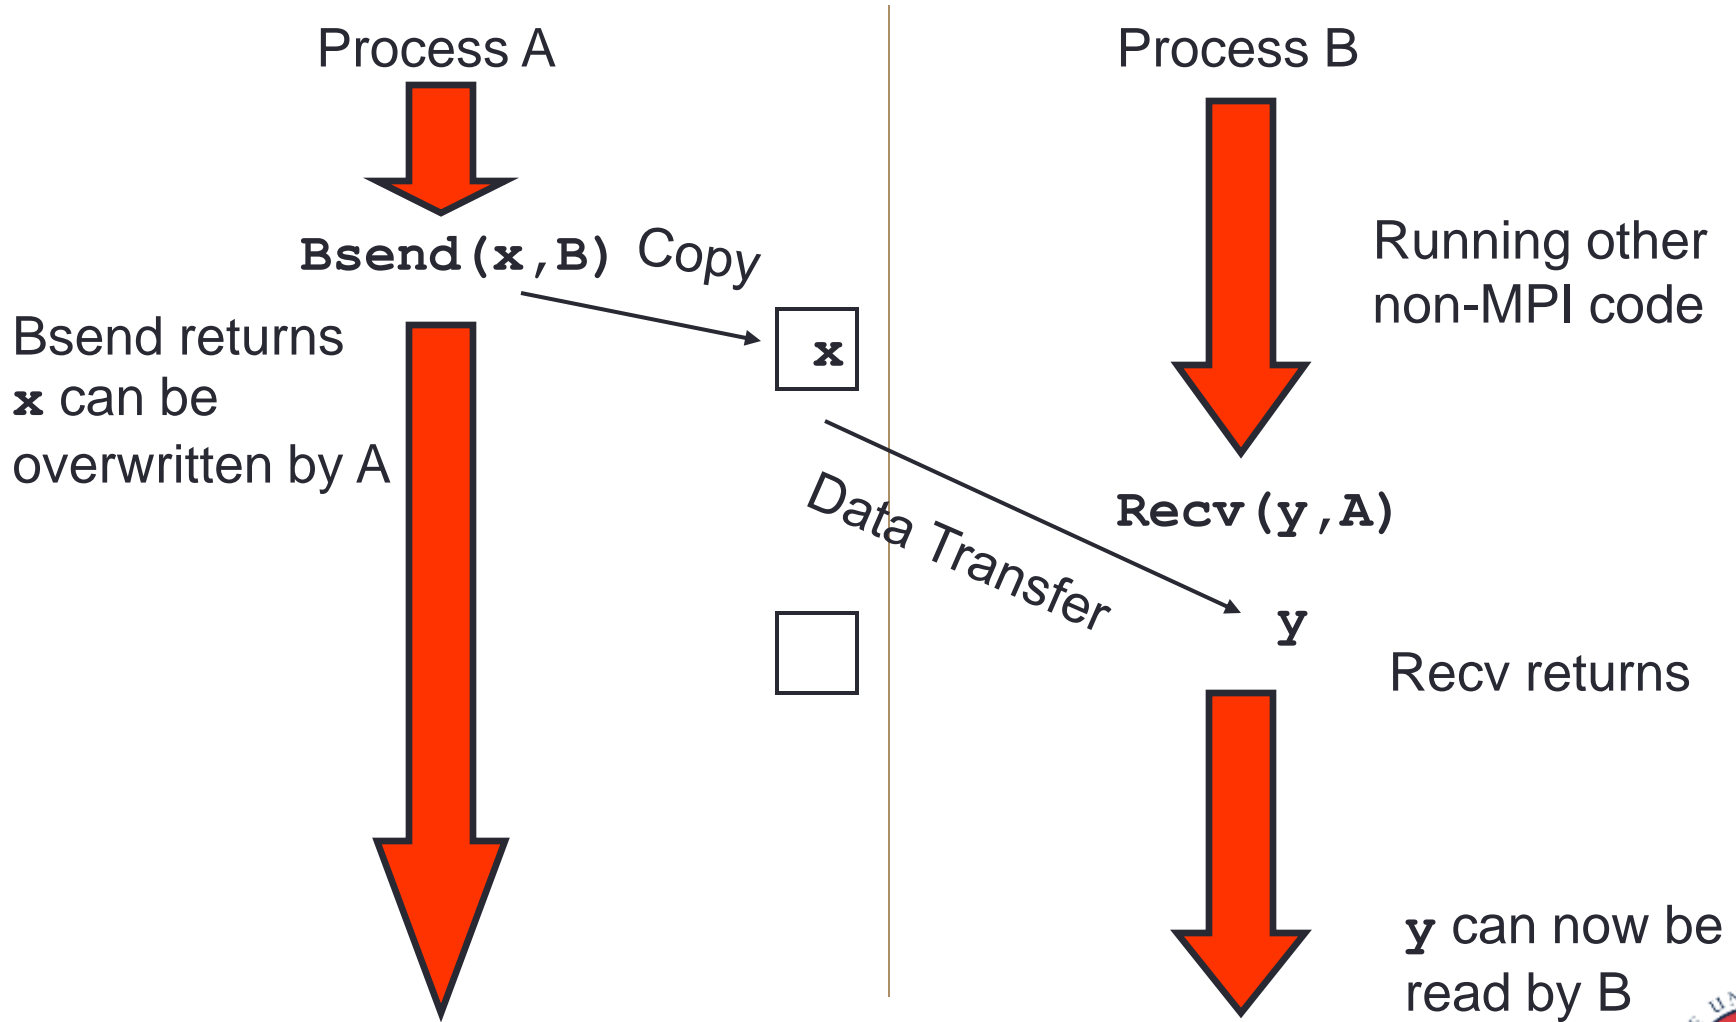 Process A
Process B
Bsend(x,B)
Copy
Running other
non-MPI code
Bsend returns
x can be
overwritten by A
x
Data Transfer
Recv(y,A)
y
Recv returns
y can now be
read by B